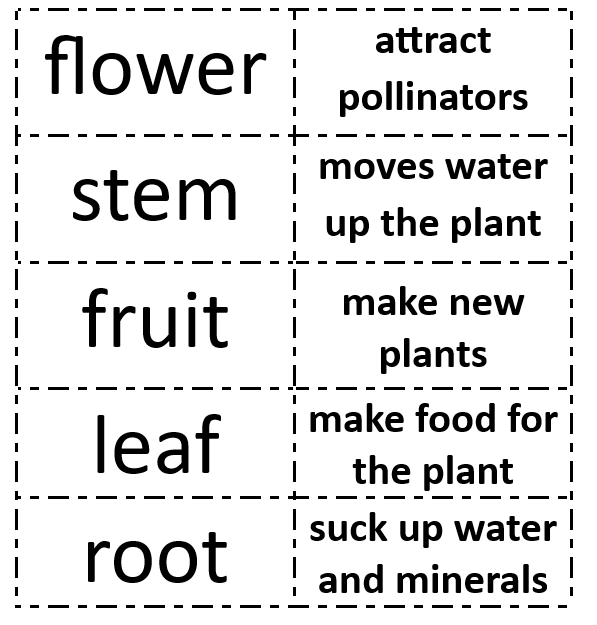 flower
attract
pollinators
stem
moves water
up the plant
fruit
make new
plants
leaf
make food for
the plant
root
suck up water
and minerals